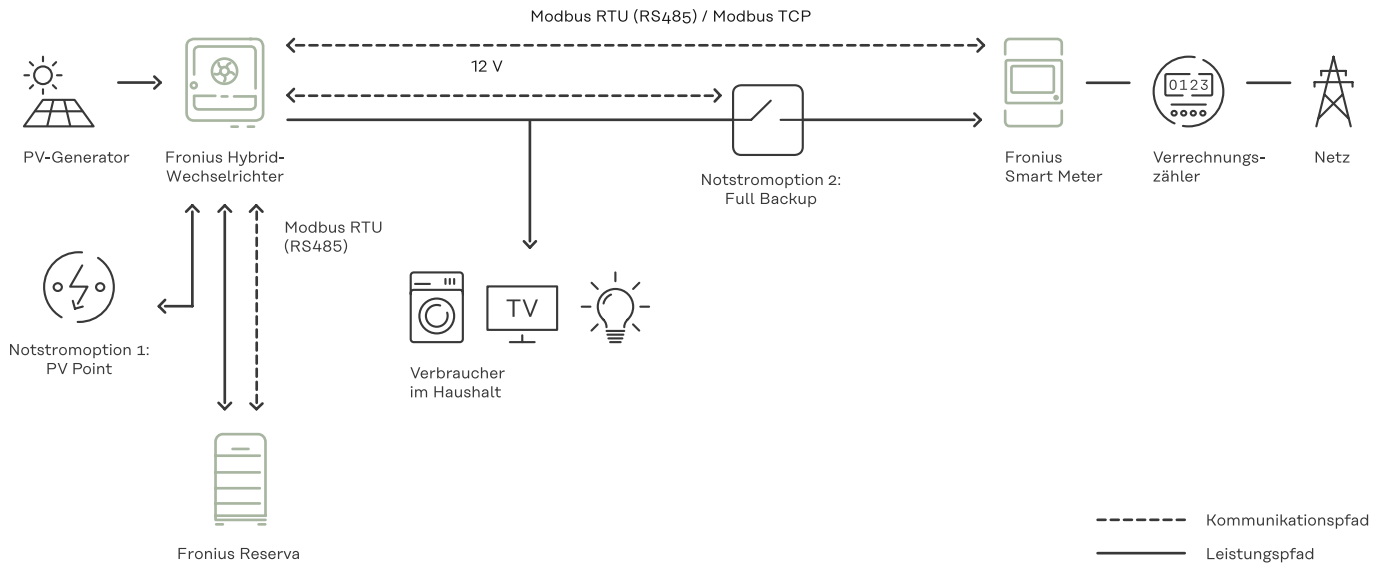 Modbus RTU (RS485) / Modbus TCP
12 V
0123
PV-Generator
Fronius Hybrid-
Wechselrichter
Notstromoption 2:
Full Backup
Fronius
Smart Meter
Verrechnungs-
zähler
Netz
Modbus RTU
(RS485)
TV
Notstromoption 1:
PV Point
Verbraucher
im Haushalt
Fronius Reserva
Kommunikationspfad
Leistungspfad